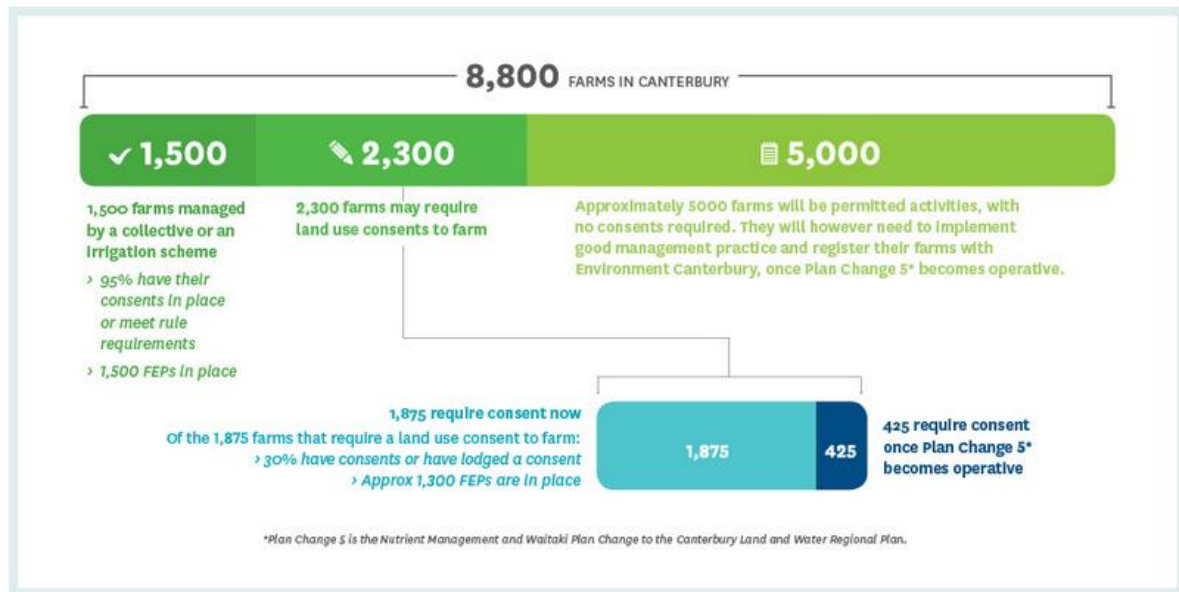 8,800 FARMS IN CANTERBURY
1,500
2,300
5,000
1,500 farms managed
by a collective or an
irrigation scheme
› 95% have their
consents in place
or meet rule
requirements
› 1,500 FEPs in place
2,300 farms may require
land use consents to farm
Approximately 5000 farms will be permitted activities, with
no consents required. They will however need to implement
good management practice and register their farms with
Environment Canterbury, once Plan Change 5* becomes operative.
1,875 require consent now
Of the 1,875 farms that require a land use consent to farm:
› 30% have consents or have lodged a consent
› Approx 1,300 FEPs are in place
1,875
425
425 require consent
once Plan Change 5*
becomes operative
*Plan Change 5 is the Nutrient Management and Waitaki Plan Change to the Canterbury Land and Water Regional Plan.